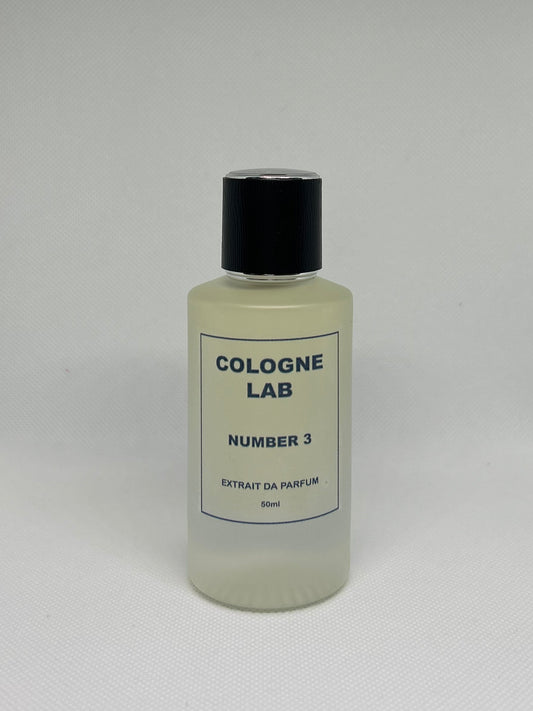 COLOGNE
LAB
NUMBER 3
EXTRAIT DA PARFUM
50ml